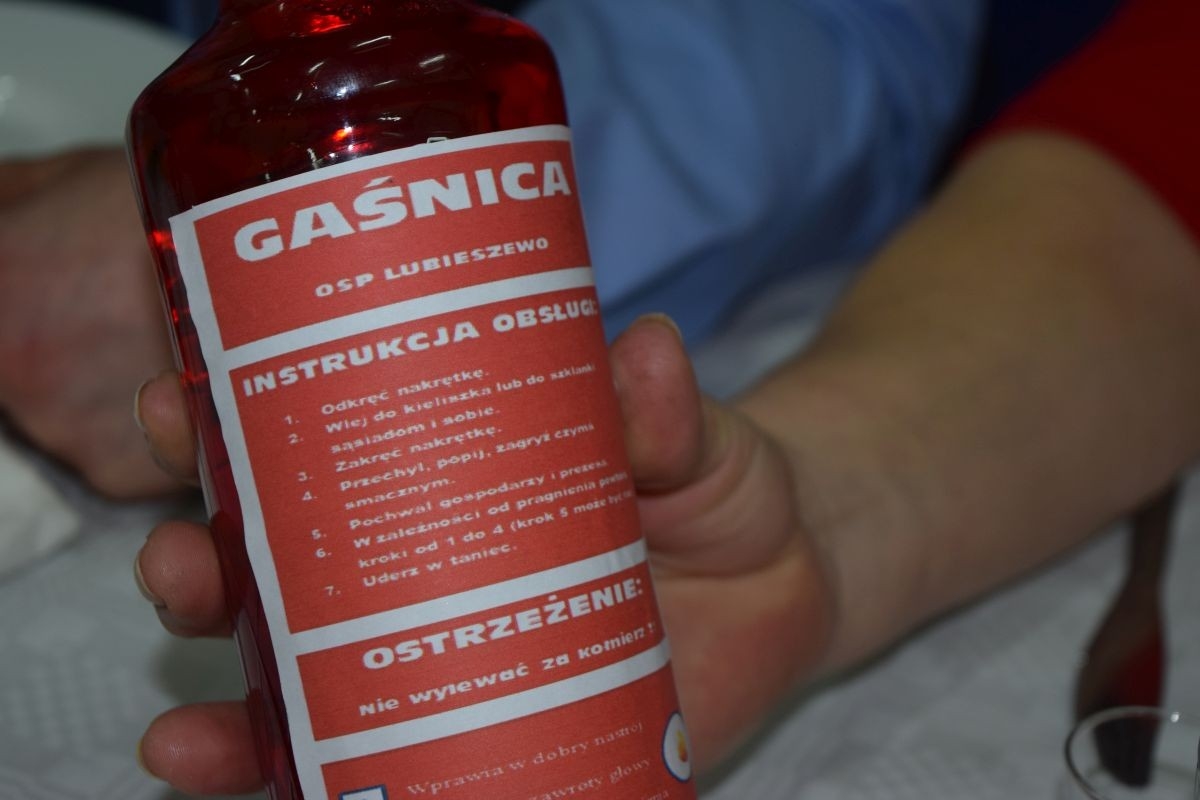 GAŚNICA
OSP LUBIESZEWO
INSTRUKCJA OBSŁUGI:
1. Odkręć nakrętkę.
2. Wlej do kieliszka lub do szklanki
sąsiadom i sobie.
3. Zakręć nakrętkę.
4. Przechyl, popij, zagryź czymś
smacznym.
5. Pochwal gospodarzy i prezesa
6. W zależności od pragnienia powtórz
kroki od 1 do 4 (krok 5 może być
7. Uderz w taniec.
OSTRZEŻENIE:
Nie wylewać za kołnierz !
Wprawia w dobry nastrój
zawroty głowy